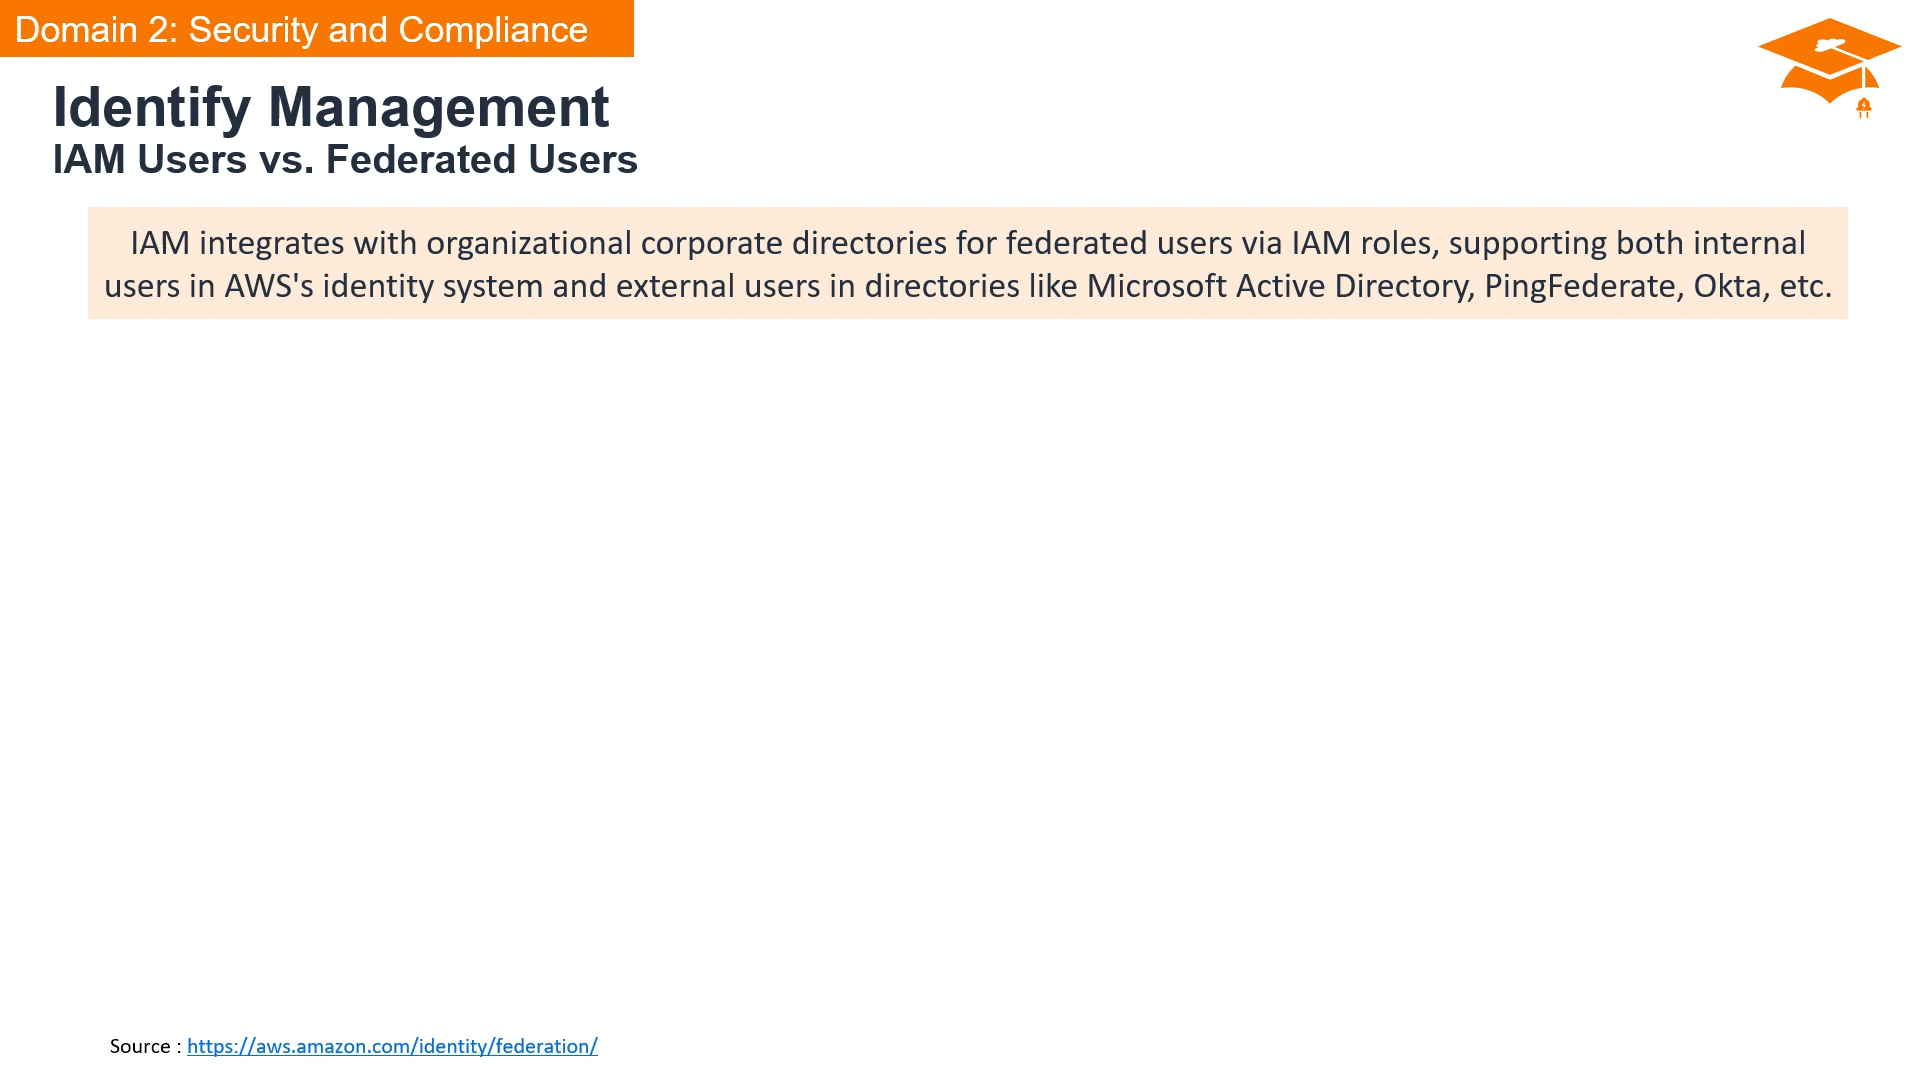 Domain 2: Security and Compliance
Identify Management
IAM Users vs. Federated Users
IAM integrates with organizational corporate directories for federated users via IAM roles, supporting both internal
users in AWS's identity system and external users in directories like Microsoft Active Directory, PingFederate, Okta, etc.
Source : https://aws.amazon.com/identity/federation/